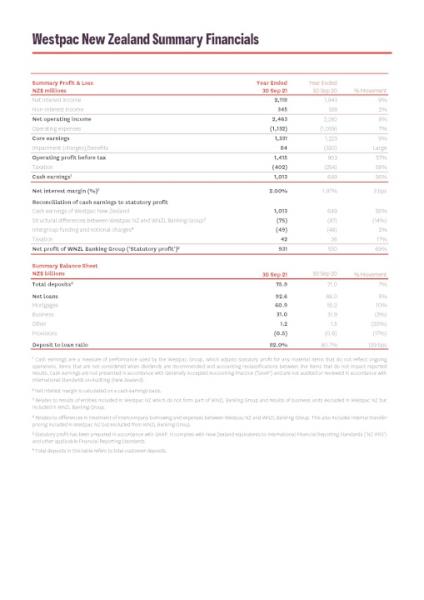 Westpac New Zealand Summary Financials
Summary Profit & Loss Year Ended Year Ended
NZ$ millions 30 Sep 21 30 Sep 20 % Movement
Net interest income 2,118 1,943 9%
Non-interest income 345 338 2%
Net operating income 2,463 8%
Operating expenses (1,132) 7%
Core earnings 1,331 9%
Impairment (charges)/benefits 84 (320) Large
Operating profit before tax 1,415 903 57%
Taxation (402) (254) 58%
Cash earnings¹ 1,013 649 56%
Net interest margin (%)² 2.00% 1.97% 3 bps
Reconciliation of cash earnings to statutory profit
Cash earnings of Westpac New Zealand 1,013 649 56%
Structural differences between Westpac NZ and WNZL Banking Group³ (75) (87) (14%)
Intergroup funding and notional charges⁴ (49) (48) 2%
Taxation 42 36 17%
Net profit of WNZL Banking Group ('Statutory profit')⁵ 931 550 69%
Summary Balance Sheet
NZ$ billions 30 Sep 21 30 Sep 20 % Movement
Total deposits⁶ 75.9 71.0 7%
Net loans 92.6 88.0 5%
Mortgages 60.9 55.2 10%
Business 31.0 31.9 (3%)
Other 1.2 1.5 (20%)
Provisions (0.5) (0.6) (17%)
Deposit to loan ratio 82.0% 80.7%
¹ Cash earnings are a measure of performance used by the Westpac Group, which adjusts statutory profit for any material items that do not reflect ongoing
operations, items that are not considered when dividends are recommended and accounting reclassifications between line items that do not impact reported
results. Cash earnings are not presented in accordance with Generally Accepted Accounting Practice ('GAAP') and are not audited or reviewed in accordance with
International Standards on Auditing (New Zealand).
² Net interest margin is calculated on a cash earnings basis.
³ Relates to results of entities included in Westpac NZ which do not form part of WNZL Banking Group and results of business units excluded in Westpac NZ but
included in WNZL Banking Group.
⁴ Relates to differences in treatment of intercompany borrowing and expenses between Westpac NZ and WNZL Banking Group. This also includes internal transfer
pricing included in Westpac NZ but excluded from WNZL Banking Group.
⁵ Statutory profit has been prepared in accordance with GAAP. It complies with New Zealand equivalents to International Financial Reporting Standards ('NZ IFRS')
and other applicable Financial Reporting Standards.
⁶ Total deposits in this table refers to total customer deposits.